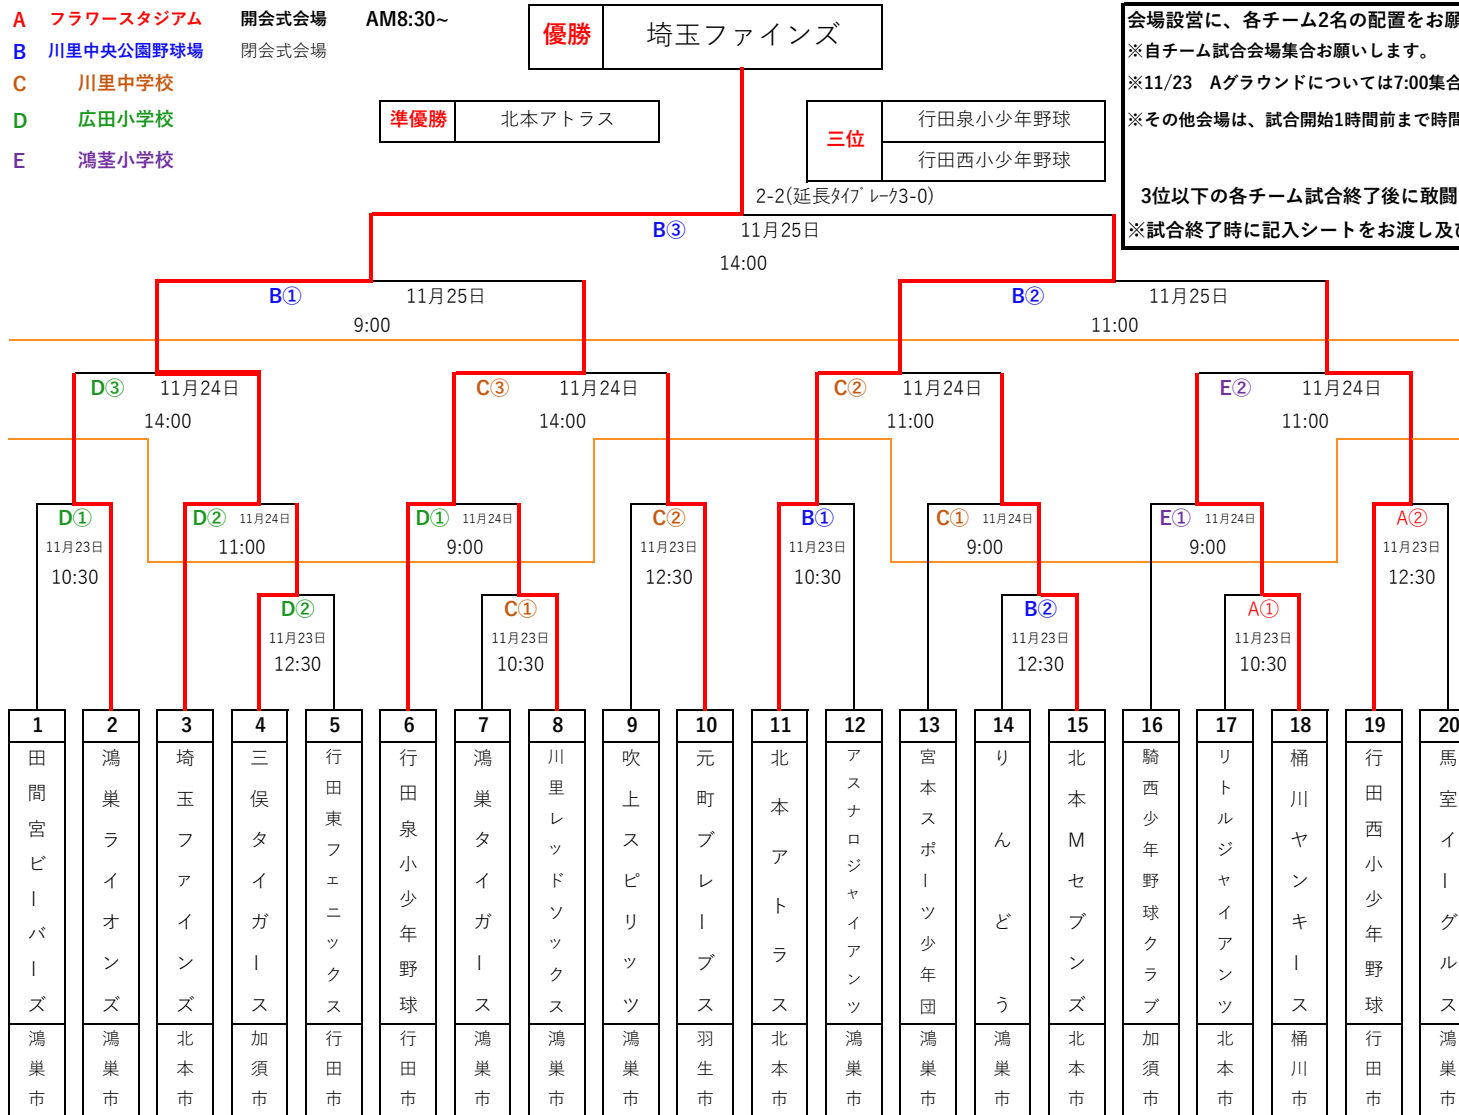 A フラワースタジアム 開会式会場 AM8:30~
B 川里中央公園野球場 閉会式会場
C 川里中学校
D 広田小学校
E 鴻茎小学校
優勝 埼玉ファインズ
準優勝 北本アトラス
三位 行田泉小少年野球
行田西小少年野球
会場設営に、各チーム2名の配置をお願
※自チーム試合会場集合お願いします。
※11/23 Aグラウンドについては7:00集合
※その他会場は、試合開始1時間前まで時間
3位以下の各チーム試合終了後に敢闘
※試合終了時に記入シートをお渡し及び
2-2(延長タイブレーク3-0)
B③ 11月25日
14:00
B① 11月25日
9:00
B② 11月25日
11:00
D③ 11月24日
14:00
C③ 11月24日
14:00
C② 11月24日
11:00
E② 11月24日
11:00
D①
11月23日
10:30
D② 11月24日
11:00
D① 11月24日
9:00
C②
11月23日
12:30
B①
11月23日
10:30
C① 11月24日
9:00
E① 11月24日
9:00
A②
11月23日
12:30
D②
11月23日
12:30
C①
11月23日
10:30
B②
11月23日
12:30
A①
11月23日
10:30
1 田間宮ビーバーズ 鴻巣市
2 鴻巣ライオンズ 鴻巣市
3 埼玉ファインズ 北本市
4 三俣タイガース 加須市
5 行田東フェニックス 行田市
6 行田泉小少年野球 行田市
7 鴻巣タイガース 鴻巣市
8 川里レッドソックス 鴻巣市
9 吹上スピリッツ 鴻巣市
10 元町ブレーブス 羽生市
11 北本アトラス 北本市
12 アスナロジャイアンツ 鴻巣市
13 宮本スポーツ少年団 鴻巣市
14 りんどう 鴻巣市
15 北本Mセブンズ 北本市
16 騎西少年野球クラブ 加須市
17 リトルジャイアンツ 北本市
18 桶川ヤンキース 桶川市
19 行田西小少年野球 行田市
20 馬室イーグルス 鴻巣市